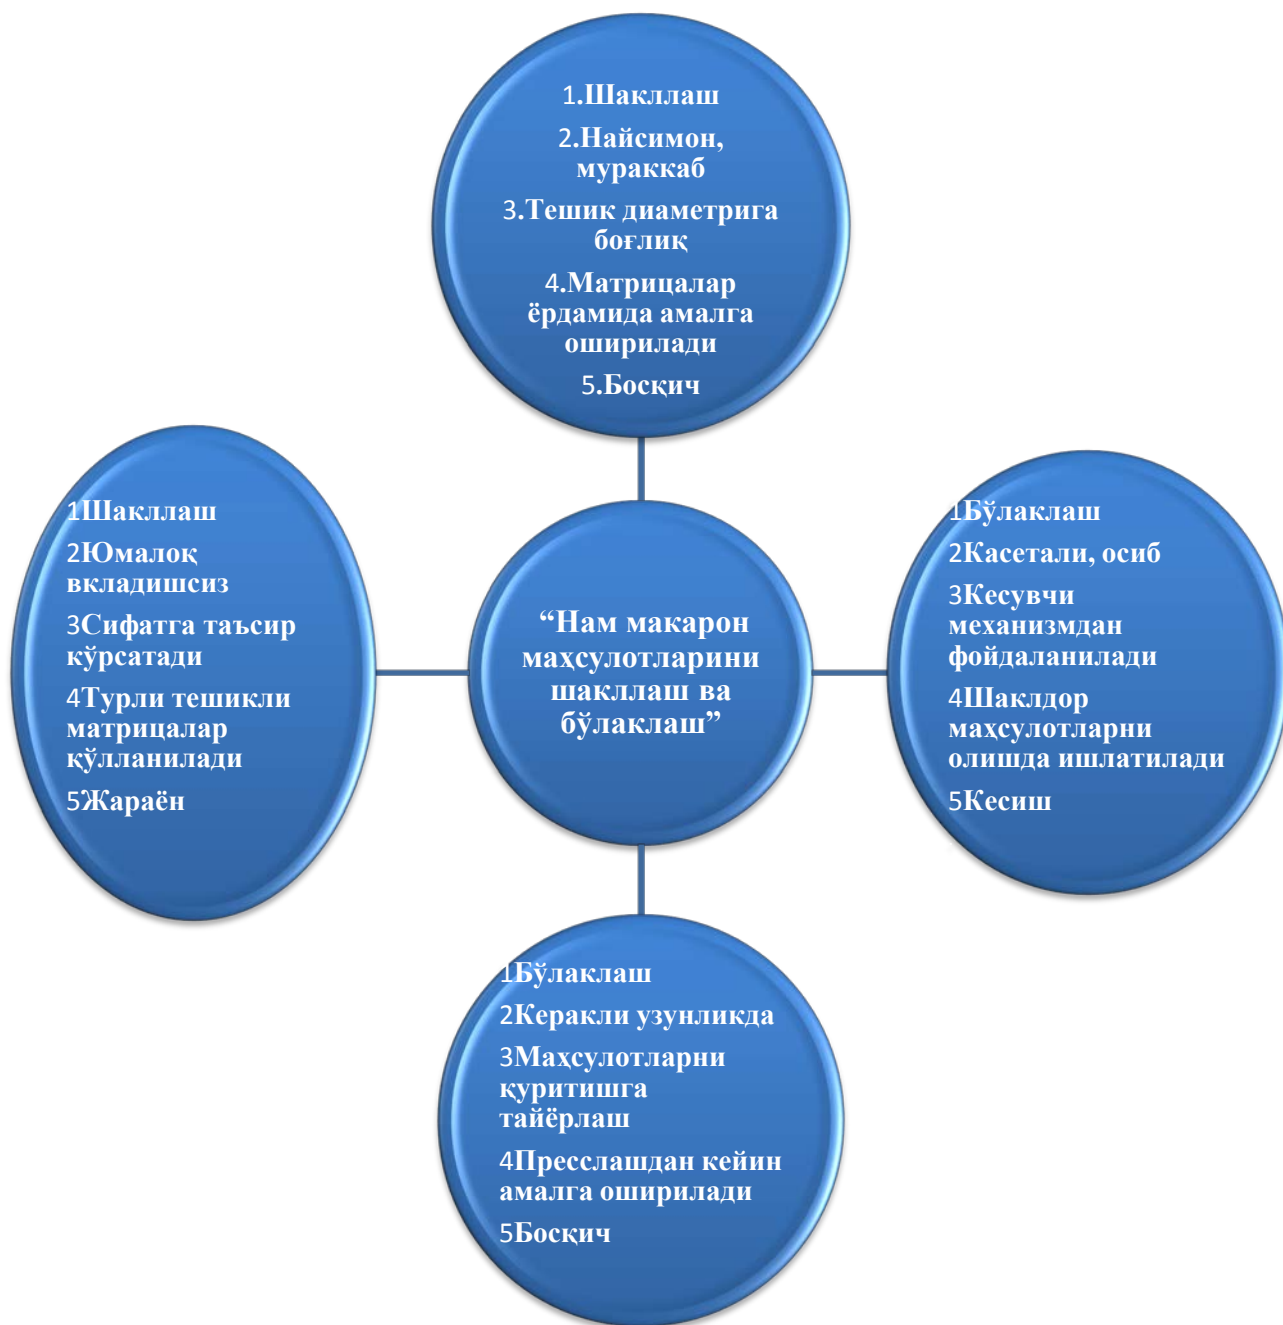 1.Шакллаш
2.Найсимон,
мураккаб
3.Тешик диаметрига
боғлиқ
4.Матрицалар
ёрдамида амалга
оширилади
5.Босқич
1Шакллаш
2Юмалоқ
вкладишсиз
3Сифатга таъсир
кўрсатади
4Турли тешикли
матрицалар
қўлланилади
5Жараён
“Нам макарон
маҳсулотларини
шакллаш ва
бўлаклаш”
1Бўлаклаш
2Касетали, осиб
3Кесувчи
механизмдан
фойдаланилади
4Шаклдор
маҳсулотларни
олишда ишлатилади
5Кесиш
1Бўлаклаш
2Керакли узунликда
3Маҳсулотларни
қуритишга
тайёрлаш
4Пресслашдан кейин
амалга оширилади
5Босқич